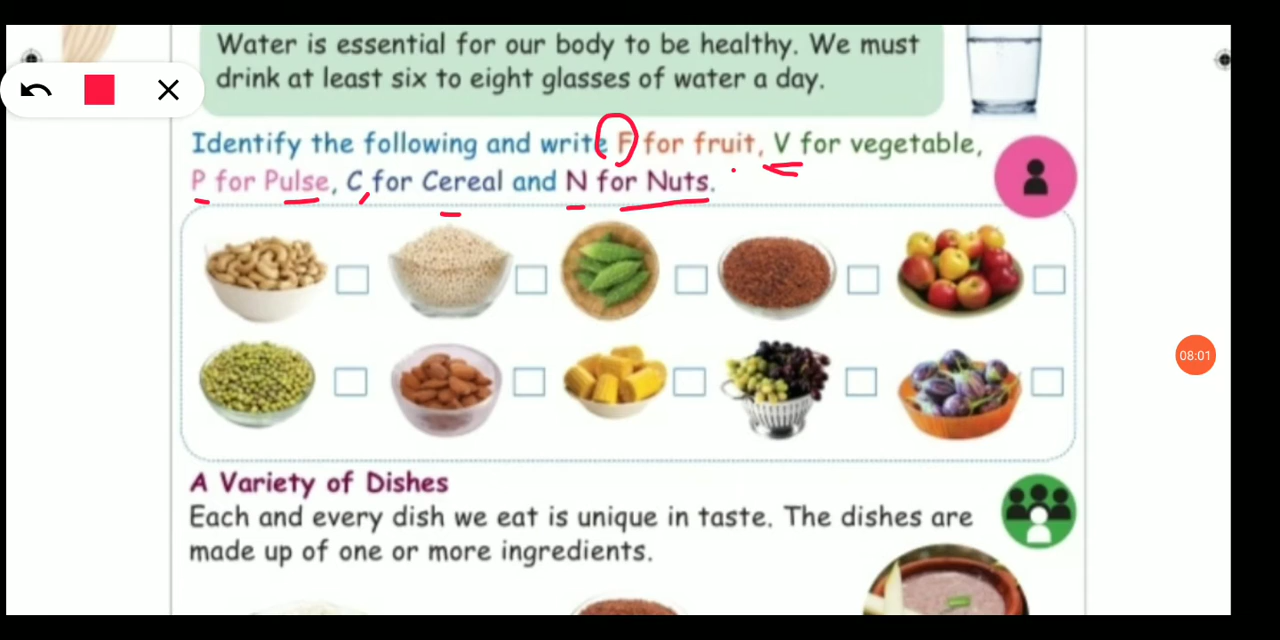 Water is essential for our body to be healthy. We must
drink at least six to eight glasses of water a day.
Identify the following and write F for fruit, V for vegetable,
P for Pulse, C for Cereal and N for Nuts.
08:01
A Variety of Dishes
Each and every dish we eat is unique in taste. The dishes are
made up of one or more ingredients.